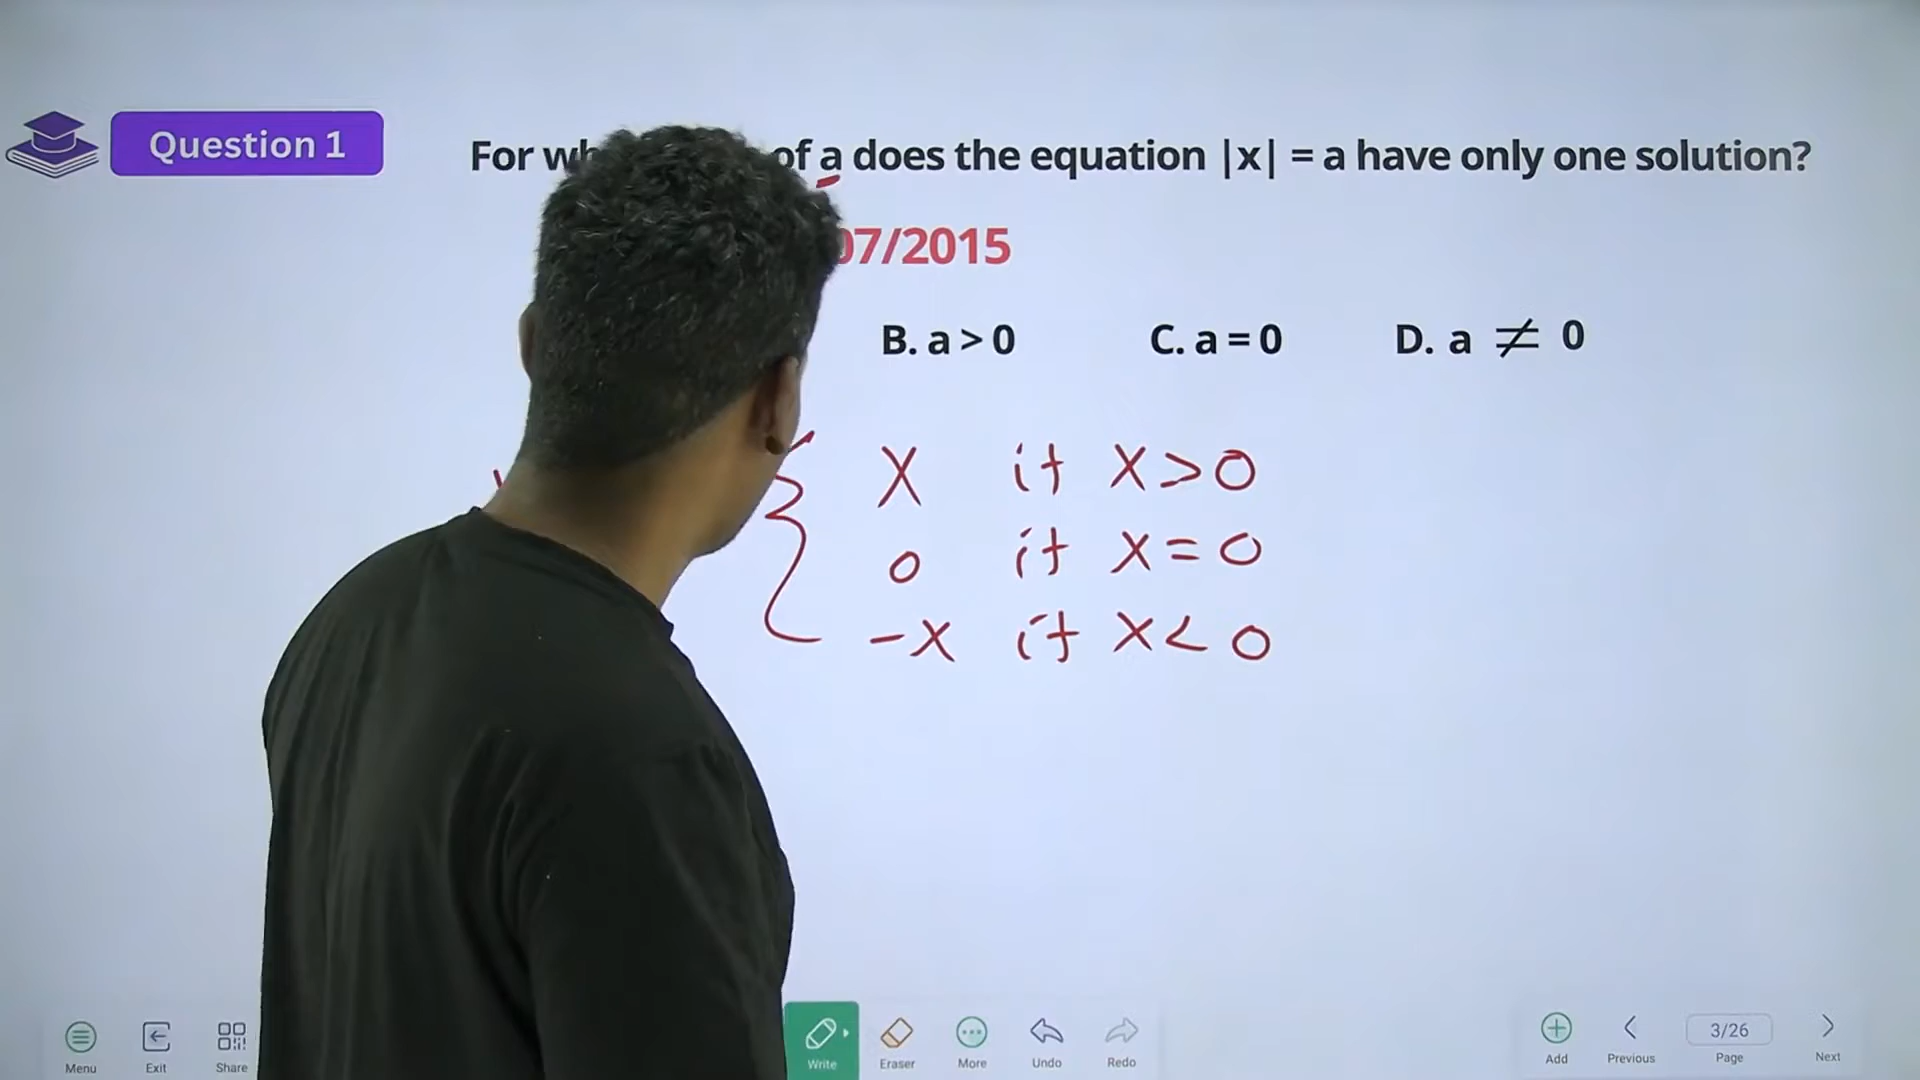 Question 1
For of a does the equation |x| = a have only one solution?
07/2015
B. a > 0 C. a = 0 D. a ≠ 0
x if x>0
0 if x=0
-x if x<0
Menu Exit Share Write Eraser More Undo Redo Add Previous 3/26 Page Next